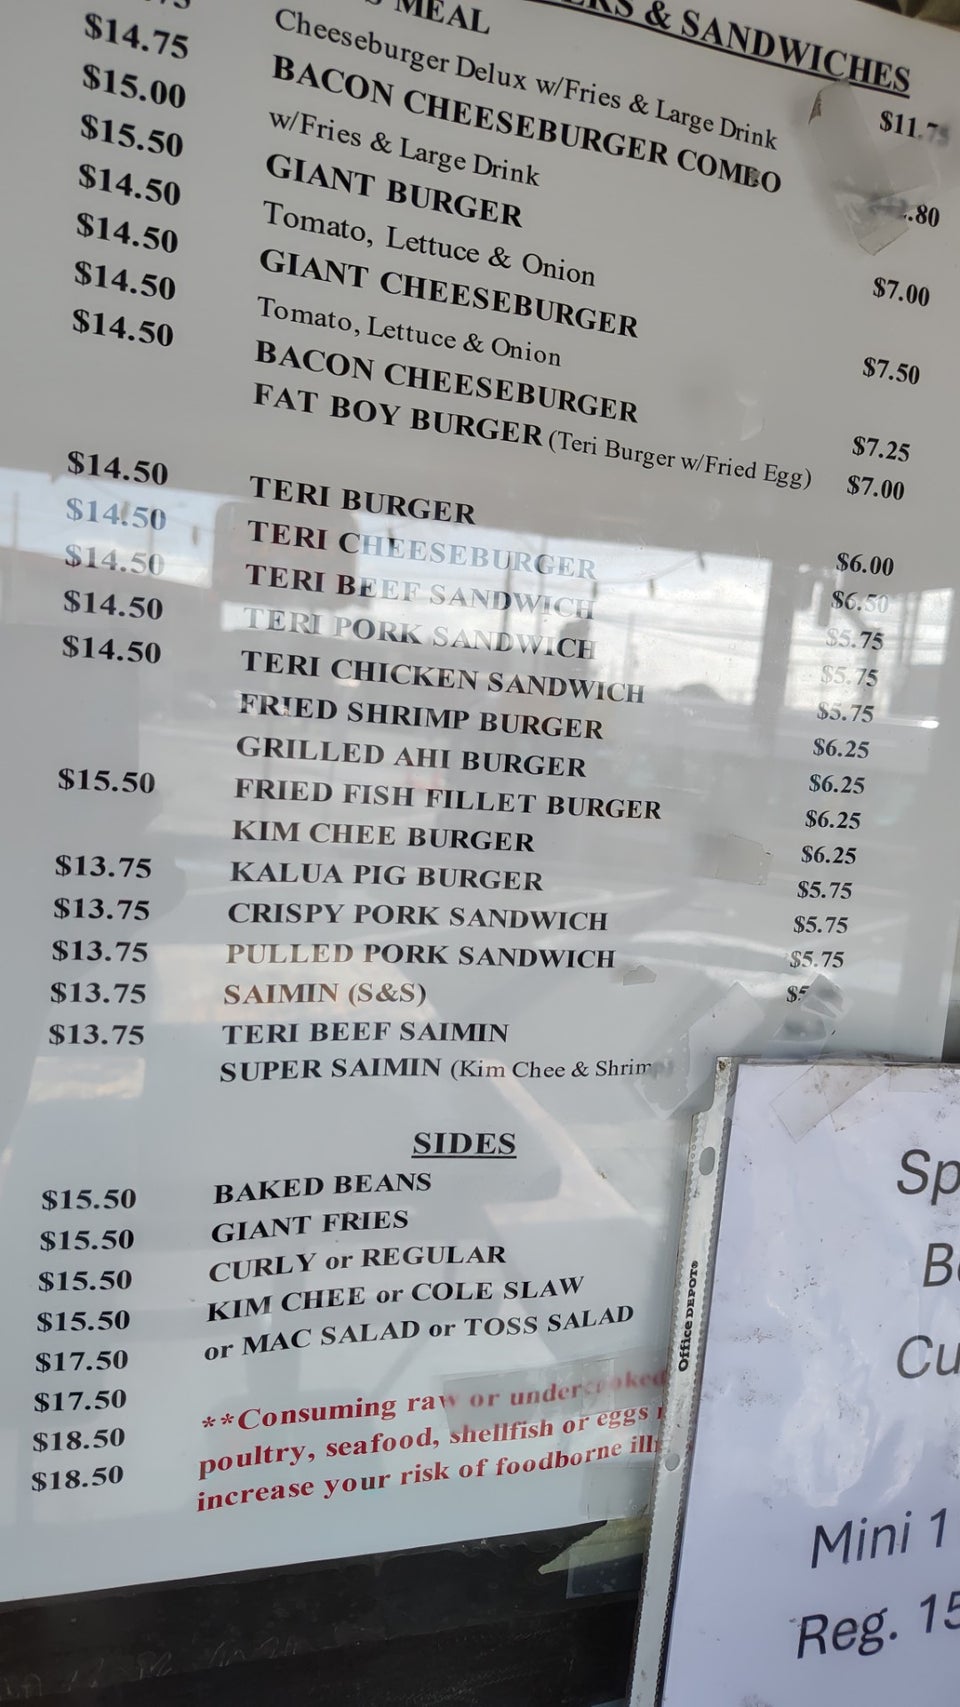 $14.75
$15.00
$15.50
$14.50
$14.50
$14.50
$14.50
$14.50
$14.50
$14.50
$14.50
$14.50
$15.50
$13.75
$13.75
$13.75
$13.75
$13.75
$15.50
$15.50
$15.50
$15.50
$17.50
$17.50
$18.50
$18.50
& SANDWICHES
MEAL
Cheeseburger Delux w/Fries & Large Drink $11.75
BACON CHEESEBURGER COMBO
w/Fries & Large Drink .80
GIANT BURGER $7.00
Tomato, Lettuce & Onion
GIANT CHEESEBURGER $7.50
Tomato, Lettuce & Onion
BACON CHEESEBURGER $7.25
FAT BOY BURGER (Teri Burger w/Fried Egg) $7.00
TERI BURGER $6.00
TERI CHEESEBURGER $6.50
TERI BEEF SANDWICH $5.75
TERI PORK SANDWICH $5.75
TERI CHICKEN SANDWICH $5.75
FRIED SHRIMP BURGER $6.25
GRILLED AHI BURGER $6.25
FRIED FISH FILLET BURGER $6.25
KIM CHEE BURGER $6.25
KALUA PIG BURGER $5.75
CRISPY PORK SANDWICH $5.75
PULLED PORK SANDWICH $5.75
SAIMIN (S&S)
TERI BEEF SAIMIN
SUPER SAIMIN (Kim Chee & Shrimp
SIDES
BAKED BEANS
GIANT FRIES
CURLY or REGULAR
KIM CHEE or COLE SLAW
or MAC SALAD or TOSS SALAD
**Consuming raw or undercooked
poultry, seafood, shellfish or eggs
increase your risk of foodborne
Office DEPOT
Sp
Cu
Mini 1
Reg. 15